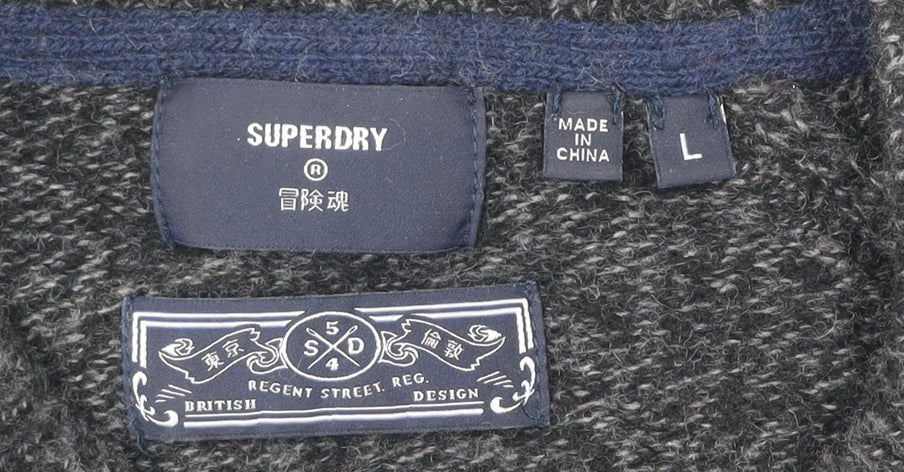 SUPERDRY
®
冒険魂
MADE
IN
CHINA
L
東京
5
S D
4
倫敦
REGENT STREET. REG.
BRITISH DESIGN